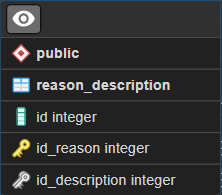 public
reason_description
id integer
id_reason integer
id_description integer